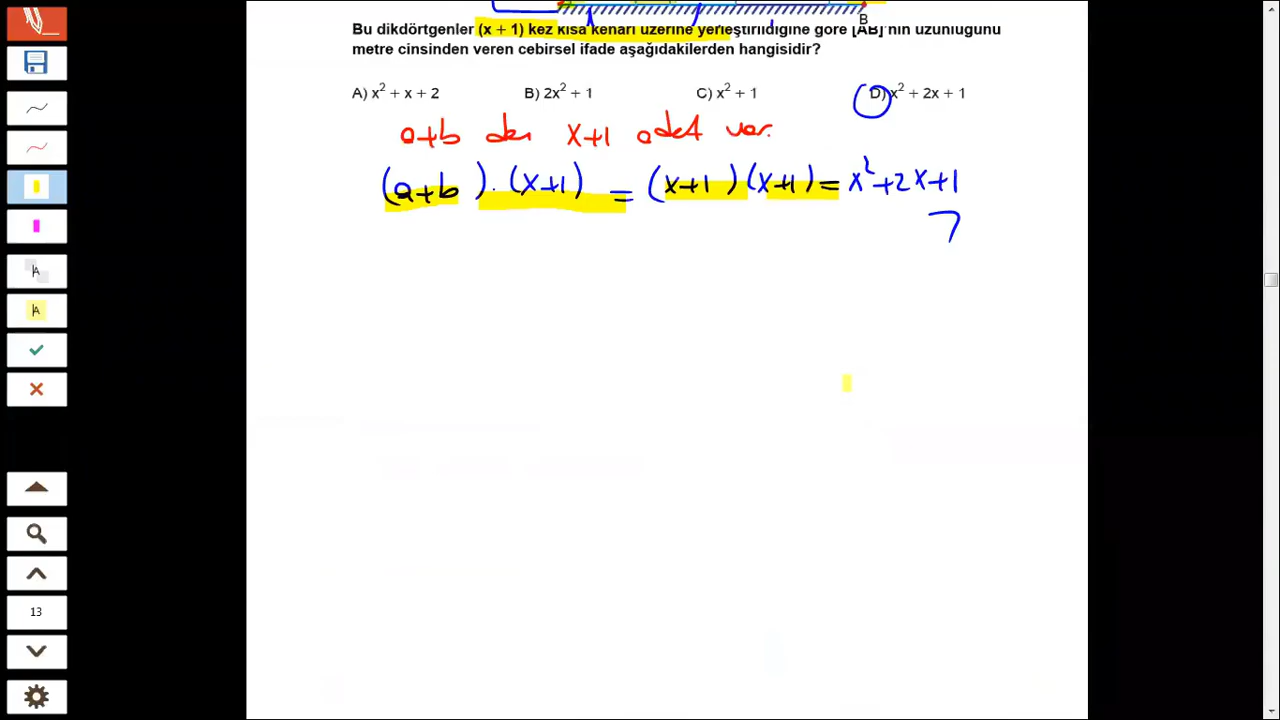 B
Bu dikdörtgenler (x + 1) kez kısa kenarı üzerine yerleştirildiğine göre [AB]'nin uzunluğunu
metre cinsinden veren cebirsel ifade aşağıdakilerden hangisidir?
A) x² + x + 2 B) 2x² + 1 C) x² + 1 D) x² + 2x + 1
a+b den x+1 adet var.
(a+b).(x+1) = (x+1)(x+1) = x²+2x+1
A
A
13